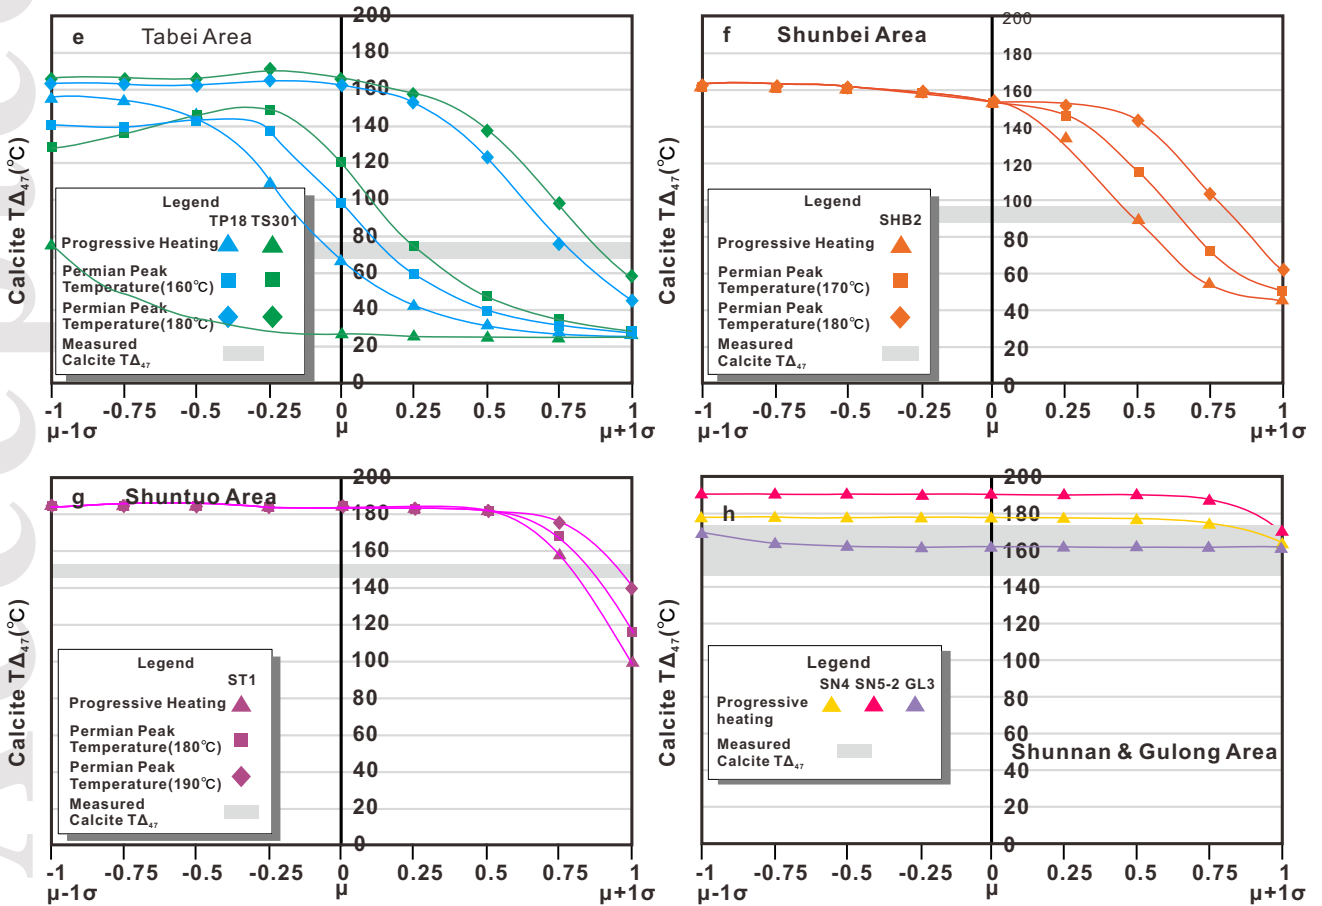 e Tabei Area
200
180
160
140
120
100
80
60
40
20
0
Calcite TΔ₄₇(℃)
Legend
TP18 TS301
Progressive Heating
Permian Peak
Temperature(160℃)
Permian Peak
Temperature(180℃)
Measured
Calcite TΔ₄₇
-1 -0.75 -0.5 -0.25 0 0.25 0.5 0.75 1
μ-1σ μ μ+1σ
f Shunbei Area
200
180
160
140
120
100
80
60
40
20
0
Calcite TΔ₄₇(℃)
Legend
SHB2
Progressive Heating
Permian Peak
Temperature(170℃)
Permian Peak
Temperature(180℃)
Measured
Calcite TΔ₄₇
-1 -0.75 -0.5 -0.25 0 0.25 0.5 0.75 1
μ-1σ μ μ+1σ
g Shuntuo Area
200
180
160
140
120
100
80
60
40
20
0
Calcite TΔ₄₇(℃)
Legend
ST1
Progressive Heating
Permian Peak
Temperature(180℃)
Permian Peak
Temperature(190℃)
Measured
Calcite TΔ₄₇
-1 -0.75 -0.5 -0.25 0 0.25 0.5 0.75 1
μ-1σ μ μ+1σ
h
200
180
160
140
120
100
80
60
40
20
0
Calcite TΔ₄₇(℃)
Legend
SN4 SN5-2 GL3
Progressive
heating
Measured
Calcite TΔ₄₇
Shunnan & Gulong Area
-1 -0.75 -0.5 -0.25 0 0.25 0.5 0.75 1
μ-1σ μ μ+1σ